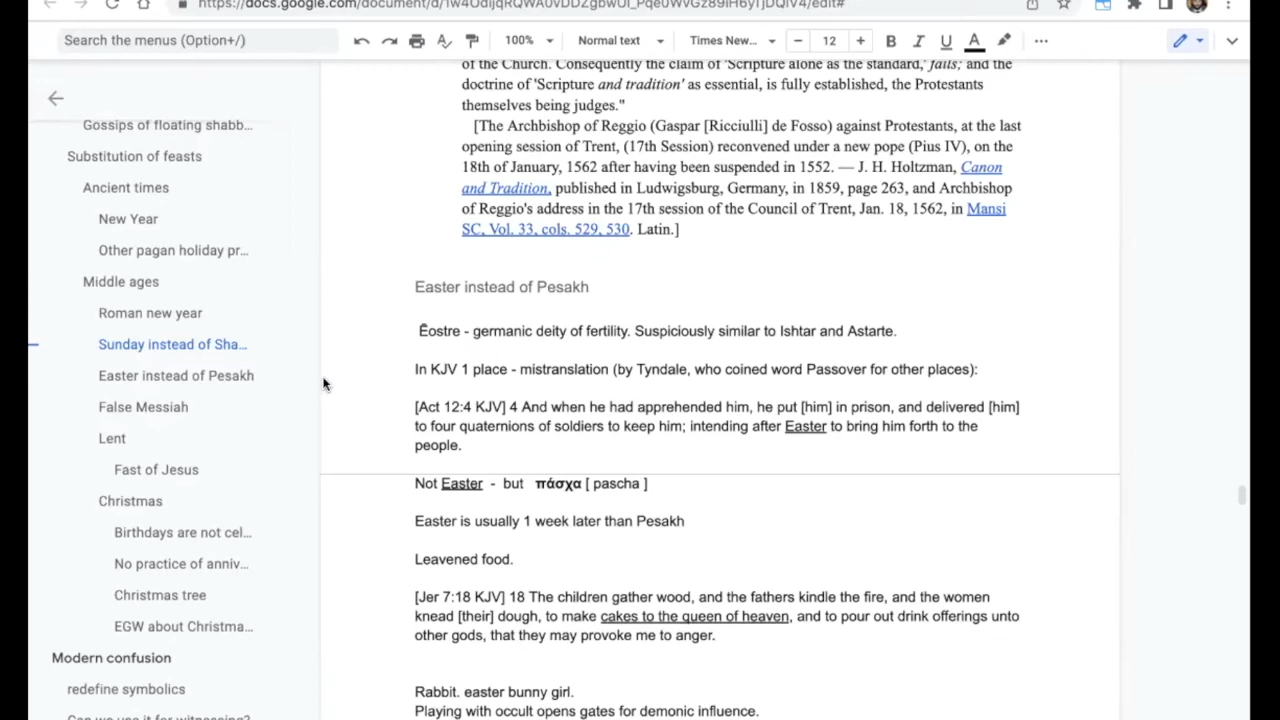 Search the menus (Option+/)
100%
Normal text
Times New...
12
B
I
U
A
Gossips of floating shabb...
Substitution of feasts
Ancient times
New Year
Other pagan holiday pr...
Middle ages
Roman new year
Sunday instead of Sha...
Easter instead of Pesakh
False Messiah
Lent
Fast of Jesus
Christmas
Birthdays are not cel...
No practice of anniv...
Christmas tree
EGW about Christma...
Modern confusion
redefine symbolics
Can we use it for witnessing?
of the Church. Consequently the claim of 'Scripture alone as the standard,' fails; and the
doctrine of 'Scripture and tradition' as essential, is fully established, the Protestants
themselves being judges."
[The Archbishop of Reggio (Gaspar [Ricciulli] de Fosso) against Protestants, at the last
opening session of Trent, (17th Session) reconvened under a new pope (Pius IV), on the
18th of January, 1562 after having been suspended in 1552. — J. H. Holtzman, Canon
and Tradition, published in Ludwigsburg, Germany, in 1859, page 263, and Archbishop
of Reggio's address in the 17th session of the Council of Trent, Jan. 18, 1562, in Mansi
SC, Vol. 33, cols. 529, 530. Latin.]
Easter instead of Pesakh
Ēostre - germanic deity of fertility. Suspiciously similar to Ishtar and Astarte.
In KJV 1 place - mistranslation (by Tyndale, who coined word Passover for other places):
[Act 12:4 KJV] 4 And when he had apprehended him, he put [him] in prison, and delivered [him]
to four quaternions of soldiers to keep him; intending after Easter to bring him forth to the
people.
Not Easter - but πάσχα [ pascha ]
Easter is usually 1 week later than Pesakh
Leavened food.
[Jer 7:18 KJV] 18 The children gather wood, and the fathers kindle the fire, and the women
knead [their] dough, to make cakes to the queen of heaven, and to pour out drink offerings unto
other gods, that they may provoke me to anger.
Rabbit. easter bunny girl.
Playing with occult opens gates for demonic influence.